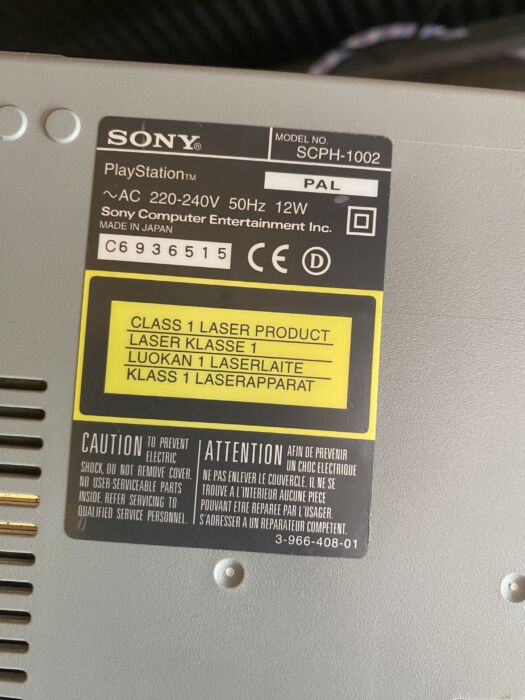 SONY®
MODEL NO.
SCPH-1002
PlayStation™
PAL
~AC 220-240V 50Hz 12W
Sony Computer Entertainment Inc.
MADE IN JAPAN
C6936515
CE D
CLASS 1 LASER PRODUCT
LASER KLASSE 1
LUOKAN 1 LASERLAITE
KLASS 1 LASERAPPARAT
CAUTION TO PREVENT
ELECTRIC
SHOCK, DO NOT REMOVE COVER.
NO USER-SERVICEABLE PARTS
INSIDE. REFER SERVICING TO
QUALIFIED SERVICE PERSONNEL.
ATTENTION AFIN DE PREVENIR
UN CHOC ELECTRIQUE
NE PAS ENLEVER LE COUVERCLE. IL NE SE
TROUVE A L'INTERIEUR AUCUNE PIECE
POUVANT ETRE REPAREE PAR L'USAGER.
S'ADRESSER A UN REPARATEUR COMPETENT.
3-966-408-01